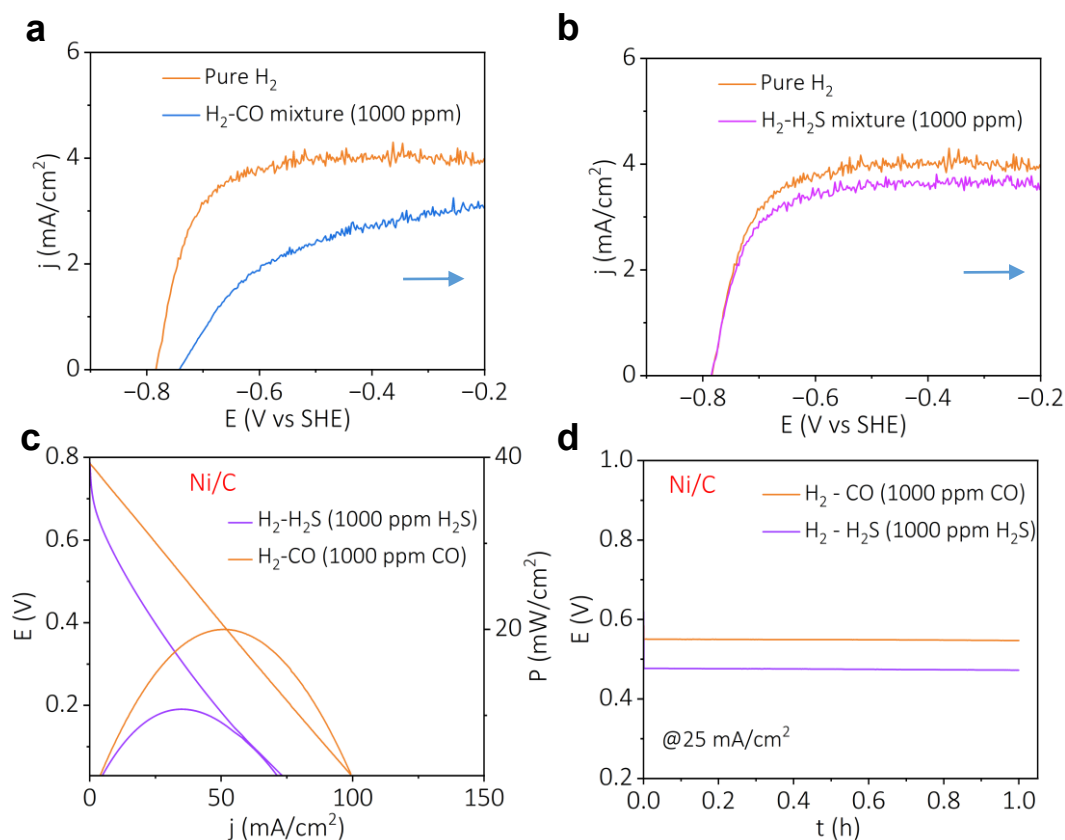 a
6
4
2
0
j (mA/cm²)
Pure H₂
H₂-CO mixture (1000 ppm)
−0.8
−0.6
−0.4
−0.2
E (V vs SHE)
b
6
4
2
0
j (mA/cm²)
Pure H₂
H₂-H₂S mixture (1000 ppm)
−0.8
−0.6
−0.4
−0.2
E (V vs SHE)
c
0.8
0.6
0.4
0.2
E (V)
Ni/C
H₂-H₂S (1000 ppm H₂S)
H₂-CO (1000 ppm CO)
40
20
0
P (mW/cm²)
0
50
100
150
j (mA/cm²)
d
1.0
0.8
0.6
0.4
0.2
E (V)
Ni/C
H₂ - CO (1000 ppm CO)
H₂ - H₂S (1000 ppm H₂S)
@25 mA/cm²
0.0
0.2
0.4
0.6
0.8
1.0
t (h)